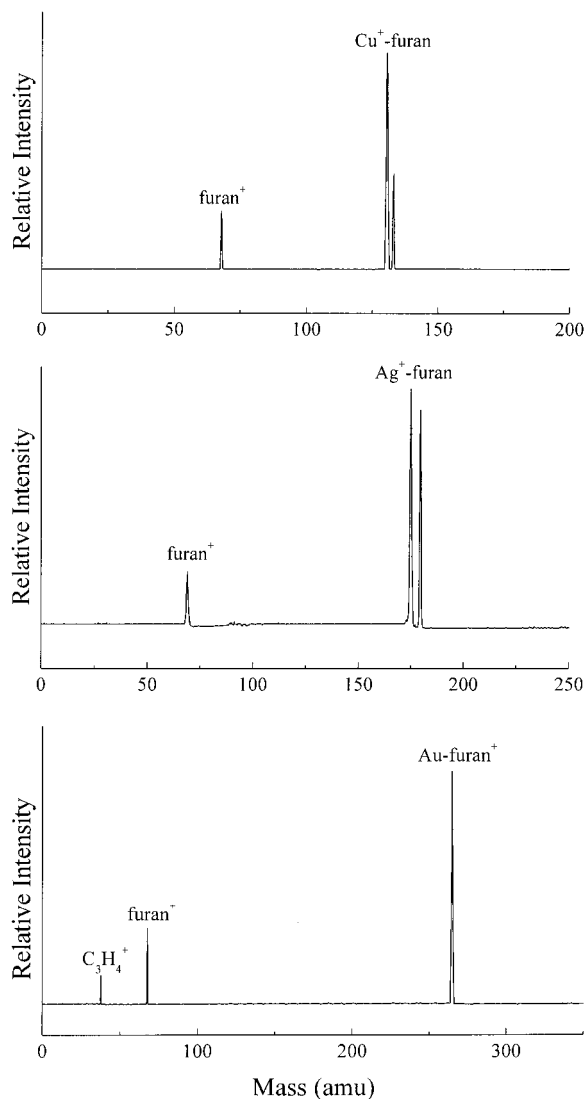 Relative Intensity
Cu⁺-furan
furan⁺
0 50 100 150 200
Relative Intensity
Ag⁺-furan
furan⁺
0 50 100 150 200 250
Relative Intensity
Au-furan⁺
furan⁺
C₃H₄⁺
0 100 200 300
Mass (amu)